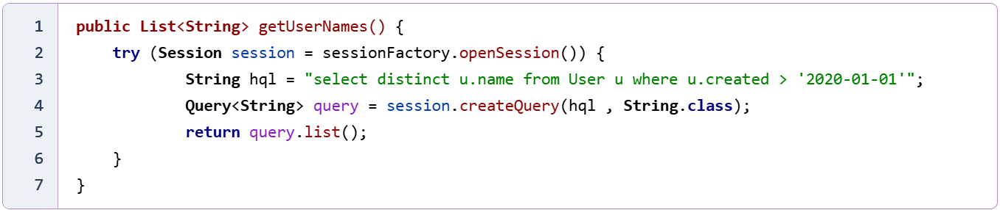 1 public List<String> getUserNames() {
2     try (Session session = sessionFactory.openSession()) {
3             String hql = "select distinct u.name from User u where u.created > '2020-01-01'";
4             Query<String> query = session.createQuery(hql , String.class);
5             return query.list();
6     }
7 }